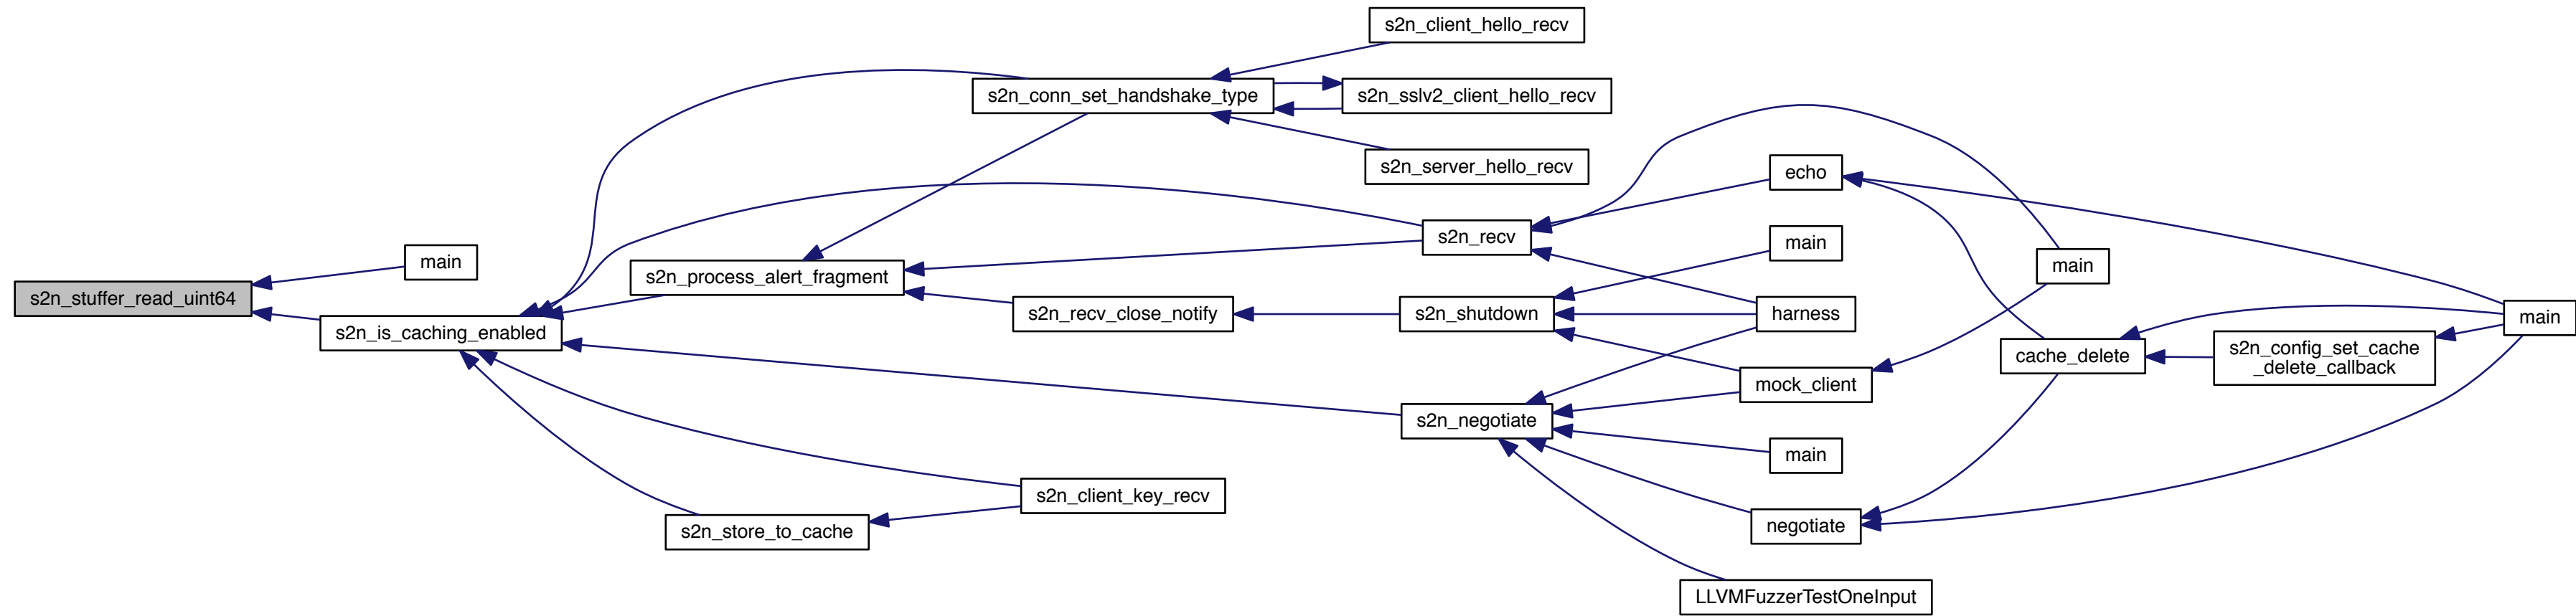 s2n_client_hello_recv
s2n_conn_set_handshake_type
s2n_sslv2_client_hello_recv
s2n_server_hello_recv
echo
s2n_recv
main
main
main
s2n_process_alert_fragment
s2n_stuffer_read_uint64
s2n_recv_close_notify
s2n_shutdown
harness
main
s2n_is_caching_enabled
cache_delete
s2n_config_set_cache
_delete_callback
mock_client
s2n_negotiate
main
s2n_client_key_recv
negotiate
s2n_store_to_cache
LLVMFuzzerTestOneInput